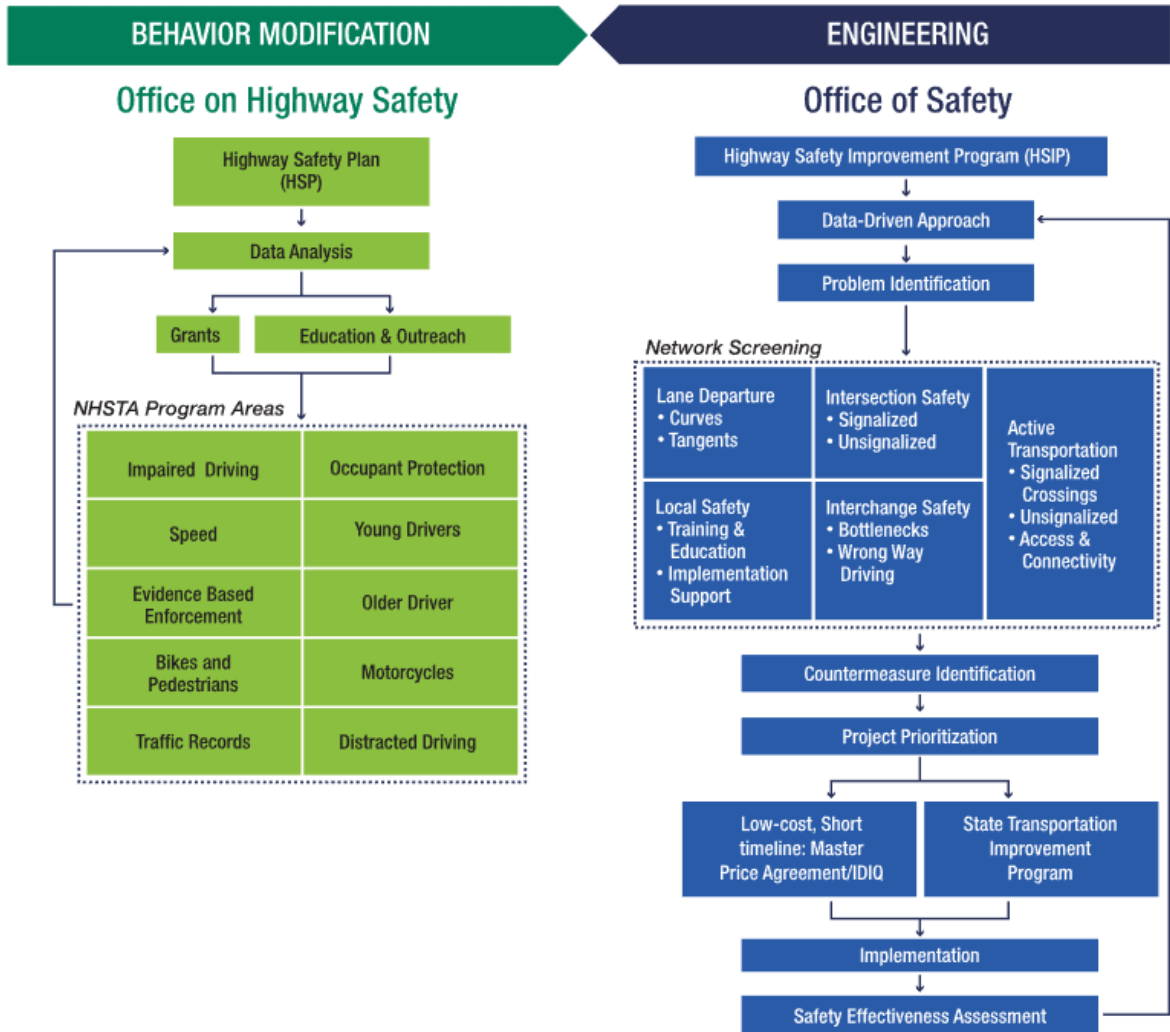 BEHAVIOR MODIFICATION
Office on Highway Safety
Highway Safety Plan
(HSP)
Data Analysis
Grants
Education & Outreach
NHSTA Program Areas
Impaired Driving
Occupant Protection
Speed
Young Drivers
Evidence Based
Enforcement
Older Driver
Bikes and
Pedestrians
Motorcycles
Traffic Records
Distracted Driving
ENGINEERING
Office of Safety
Highway Safety Improvement Program (HSIP)
Data-Driven Approach
Problem Identification
Network Screening
Lane Departure
• Curves
• Tangents
Intersection Safety
• Signalized
• Unsignalized
Local Safety
• Training &
Education
• Implementation
Support
Interchange Safety
• Bottlenecks
• Wrong Way
Driving
Active
Transportation
• Signalized
Crossings
• Unsignalized
• Access &
Connectivity
Countermeasure Identification
Project Prioritization
Low-cost, Short
timeline: Master
Price Agreement/IDIQ
State Transportation
Improvement
Program
Implementation
Safety Effectiveness Assessment